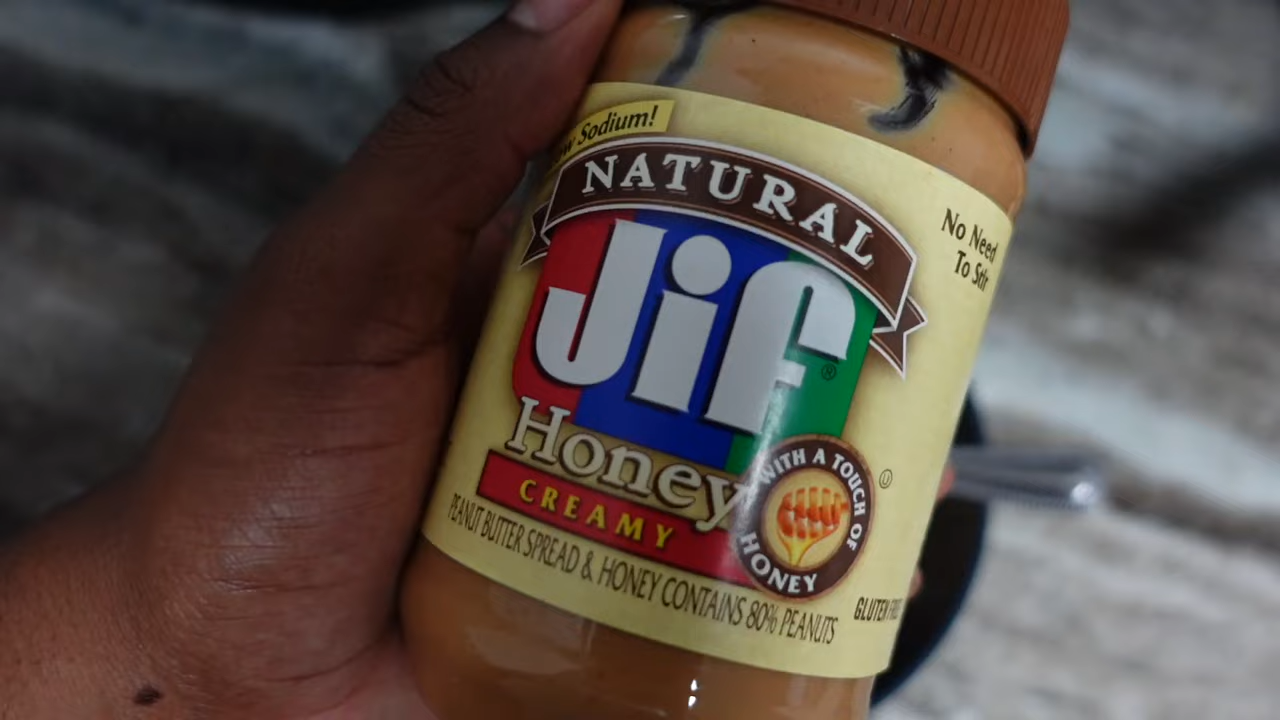 Sodium!
NATURAL
No Need
To Stir
Jif
®
Honey
CREAMY
WITH A TOUCH OF
HONEY
PEANUT BUTTER SPREAD & HONEY CONTAINS 80% PEANUTS
GLUTEN